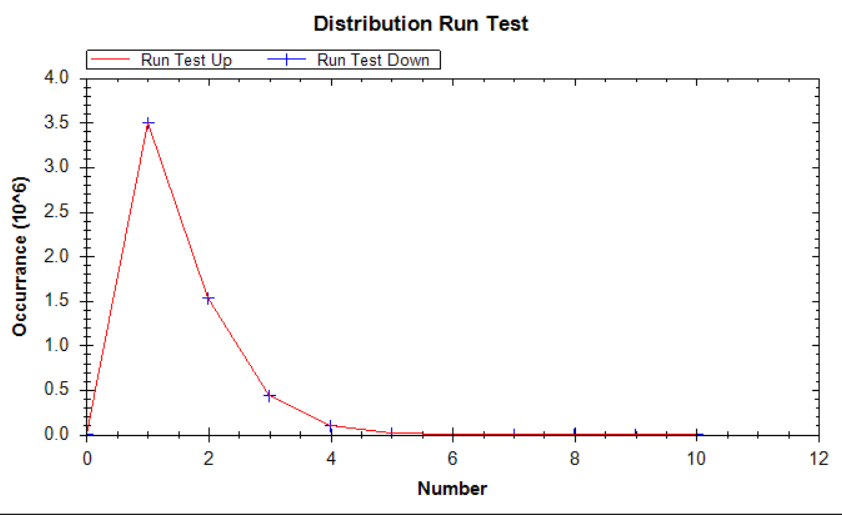 Distribution Run Test
Run Test Up Run Test Down
Occurrance (10^6)
4.0
3.5
3.0
2.5
2.0
1.5
1.0
0.5
0.0
0 2 4 6 8 10 12
Number